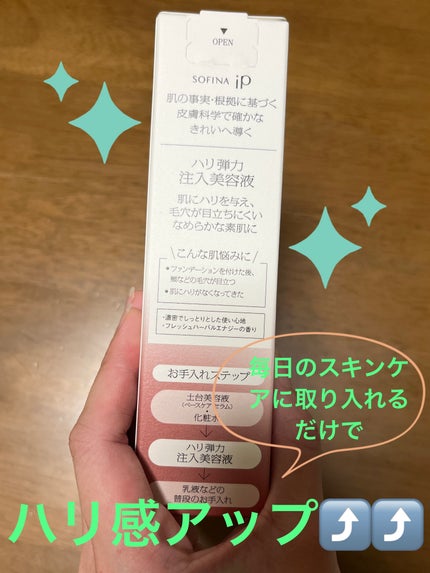 OPEN
SOFINA iP
肌の事実・根拠に基づく
皮膚科学で確かな
きれいへ導く
ハリ弾力
注入美容液
肌にハリを与え、
毛穴が目立ちにくい
なめらかな素肌に
こんな肌悩みに
●ファンデーションを付けた後、
頬などの毛穴が目立つ
●肌にハリがなくなってきた
・濃密でしっとりとした使い心地
・フレッシュハーバルエナジーの香り
お手入れステップ
土台美容液
(ベースケアセラム)
化粧水
ハリ弾力
注入美容液
乳液などの
普段のお手入れ
毎日のスキンケ
アに取り入れる
だけで
ハリ感アップ⤴⤴